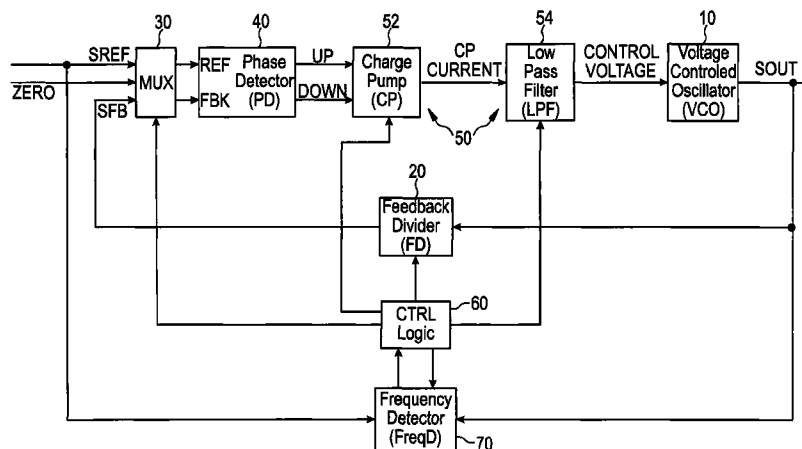 30
40
52
54
10
SREF
ZERO
SFB
MUX
REF
FBK
Phase
Detector
(PD)
UP
DOWN
Charge
Pump
(CP)
CP
CURRENT
50
Low
Pass
Filter
(LPF)
CONTROL
VOLTAGE
Voltage
Controled
Oscillator
(VCO)
SOUT
20
Feedback
Divider
(FD)
60
CTRL
Logic
Frequency
Detector
(FreqD)
70